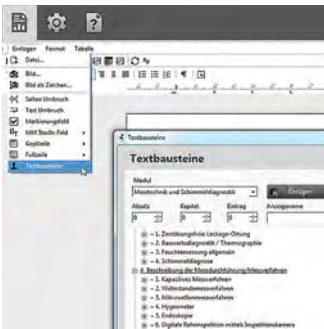 Einfügen Format Tabelle
Datei...
Bild...
Bild als Zeichen...
Seiten Umbruch
Text Umbruch
Markierungsfeld
MM Studio Feld
Kopfzeile
Fußzeile
Textbausteine
Textbausteine
Textbausteine
Modul
Messtechnik und Schimmeldiagnostik
Einfügen
Absatz Kapitel Eintrag Anzeigename
0 0 0
1. Zerstörungsfreie Leckage-Ortung
2. Bauwerksdiagnostik / Thermographie
3. Feuchtemessung allgemein
4. Schimmeldiagnose
4. Beschreibung der Messdurchführung/Messverfahren
1. Kapazitives Messverfahren
2. Widerstandsmessverfahren
3. Mikrowellenmessverfahren
4. Hygrometer
5. Endoskopie
6. Digitale Rohrinspektion mittels Inspektionskamera